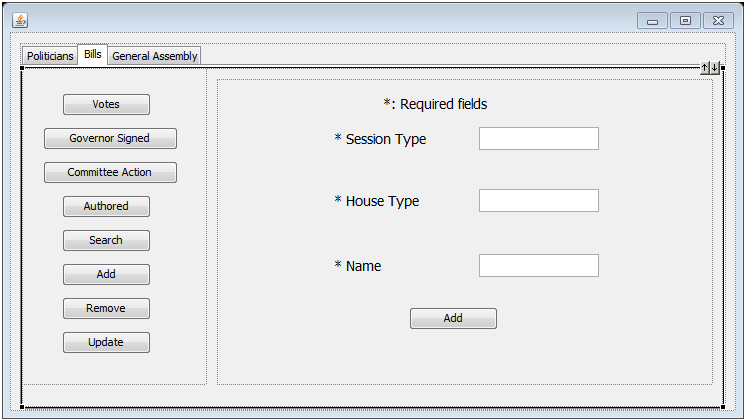 Politicians Bills General Assembly
Votes
Governor Signed
Committee Action
Authored
Search
Add
Remove
Update
*: Required fields
* Session Type
* House Type
* Name
Add